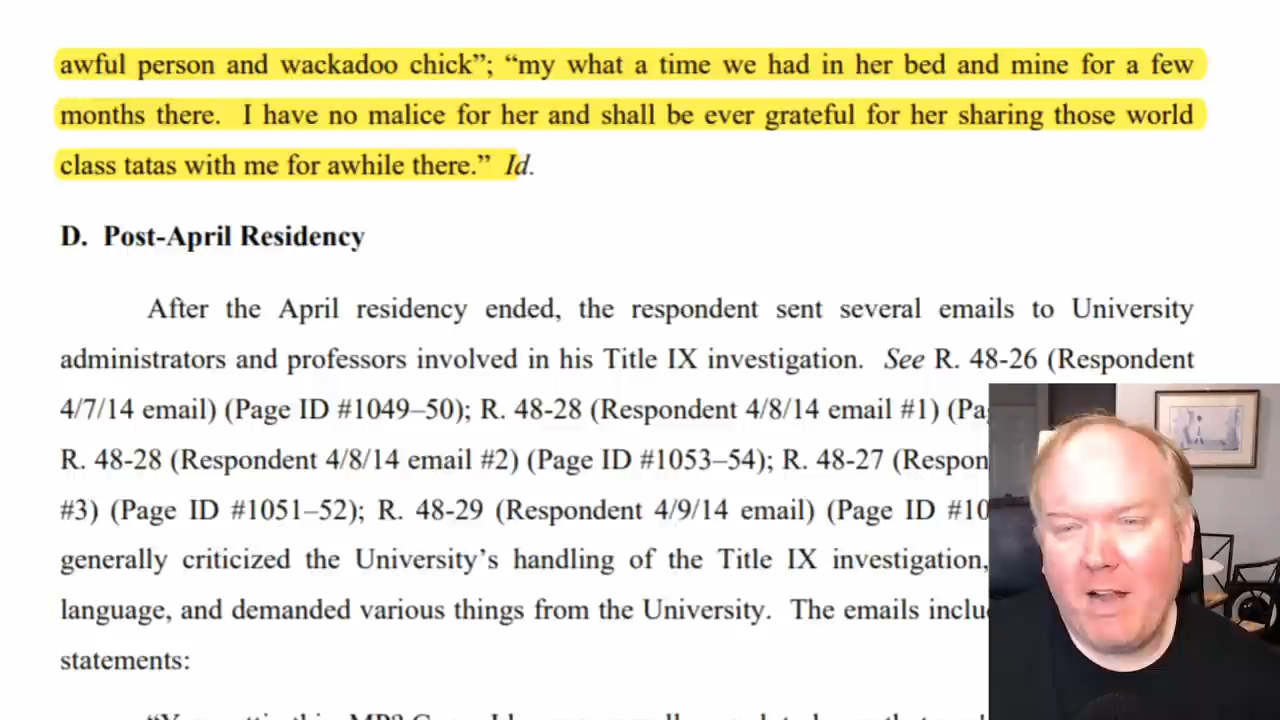 awful person and wackadoo chick”; “my what a time we had in her bed and mine for a few
months there. I have no malice for her and shall be ever grateful for her sharing those world
class tatas with me for awhile there.” Id.
D. Post-April Residency
After the April residency ended, the respondent sent several emails to University
administrators and professors involved in his Title IX investigation. See R. 48-26 (Respondent
4/7/14 email) (Page ID #1049–50); R. 48-28 (Respondent 4/8/14 email #1) (Pa
R. 48-28 (Respondent 4/8/14 email #2) (Page ID #1053–54); R. 48-27 (Respon
#3) (Page ID #1051–52); R. 48-29 (Respondent 4/9/14 email) (Page ID #10
generally criticized the University’s handling of the Title IX investigation,
language, and demanded various things from the University. The emails inclu
statements: